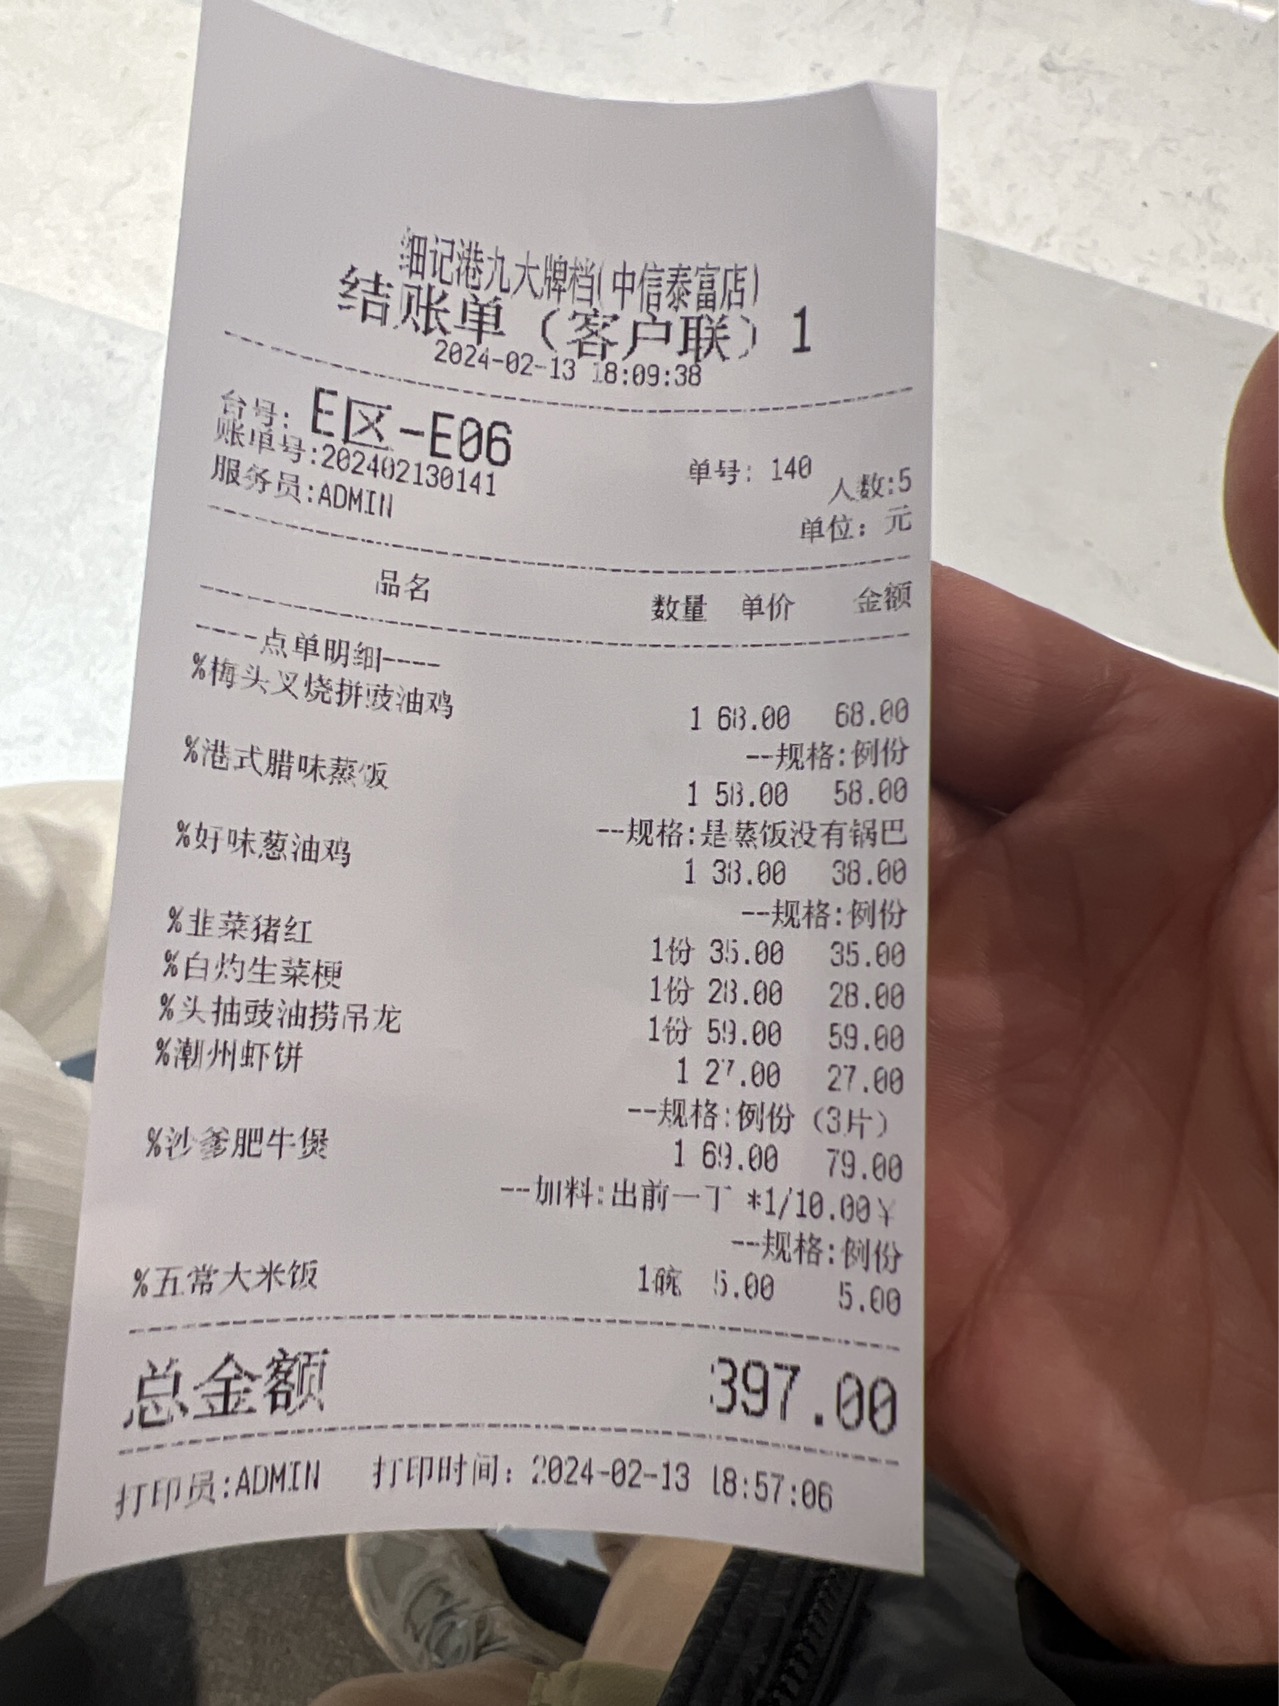 细记港九大牌档(中信泰富店)
结账单（客户联）1
2024-02-13 18:09:38
台号: E区-E06
账单号:202402130141 单号: 140
服务员:ADMIN 人数:5
单位: 元
品名 数量 单价 金额
----点单明细----
%梅头叉烧拼豉油鸡
1 68.00 68.00
--规格:例份
%港式腊味蒸饭
1 58.00 58.00
--规格:是蒸饭没有锅巴
%好味葱油鸡
1 38.00 38.00
--规格:例份
%韭菜猪红 1份 35.00 35.00
%白灼生菜梗 1份 28.00 28.00
%头抽豉油捞吊龙 1份 59.00 59.00
%潮州虾饼 1 27.00 27.00
--规格:例份（3片）
%沙爹肥牛煲 1 69.00 79.00
--加料:出前一丁 *1/10.00¥
--规格:例份
%五常大米饭 1碗 5.00 5.00
总金额 397.00
打印员:ADMIN 打印时间: 2024-02-13 18:57:06